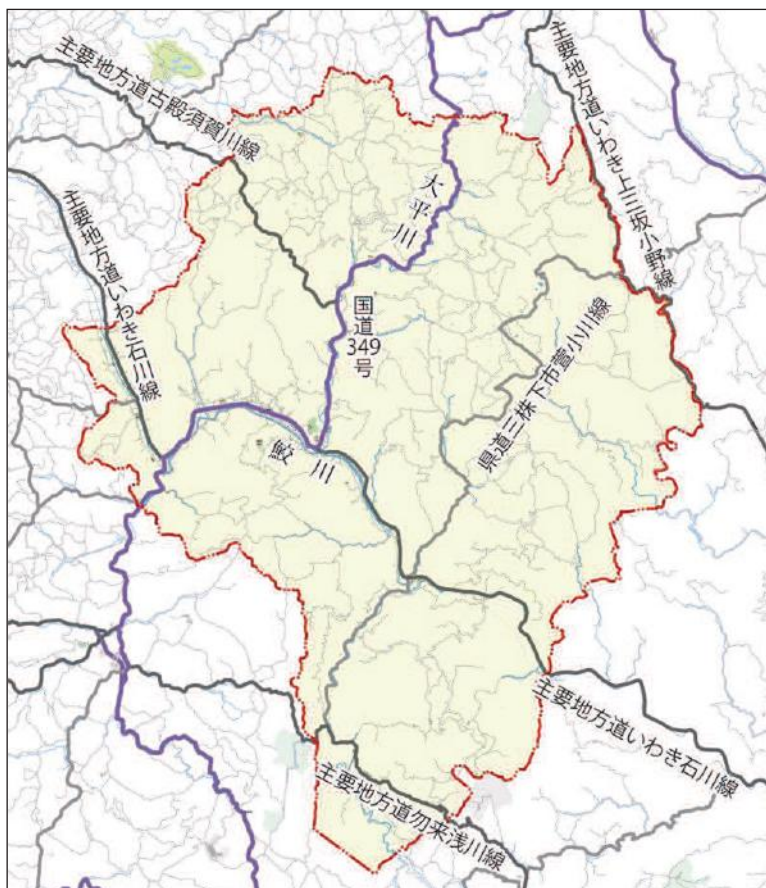 主要地方道古殿須賀川線
主要地方道いわき上三坂小野線
大平川
主要地方道いわき石川線
国道
349
号
県道三株下市萱小川線
鮫川
主要地方道いわき石川線
主要地方道勿来浅川線